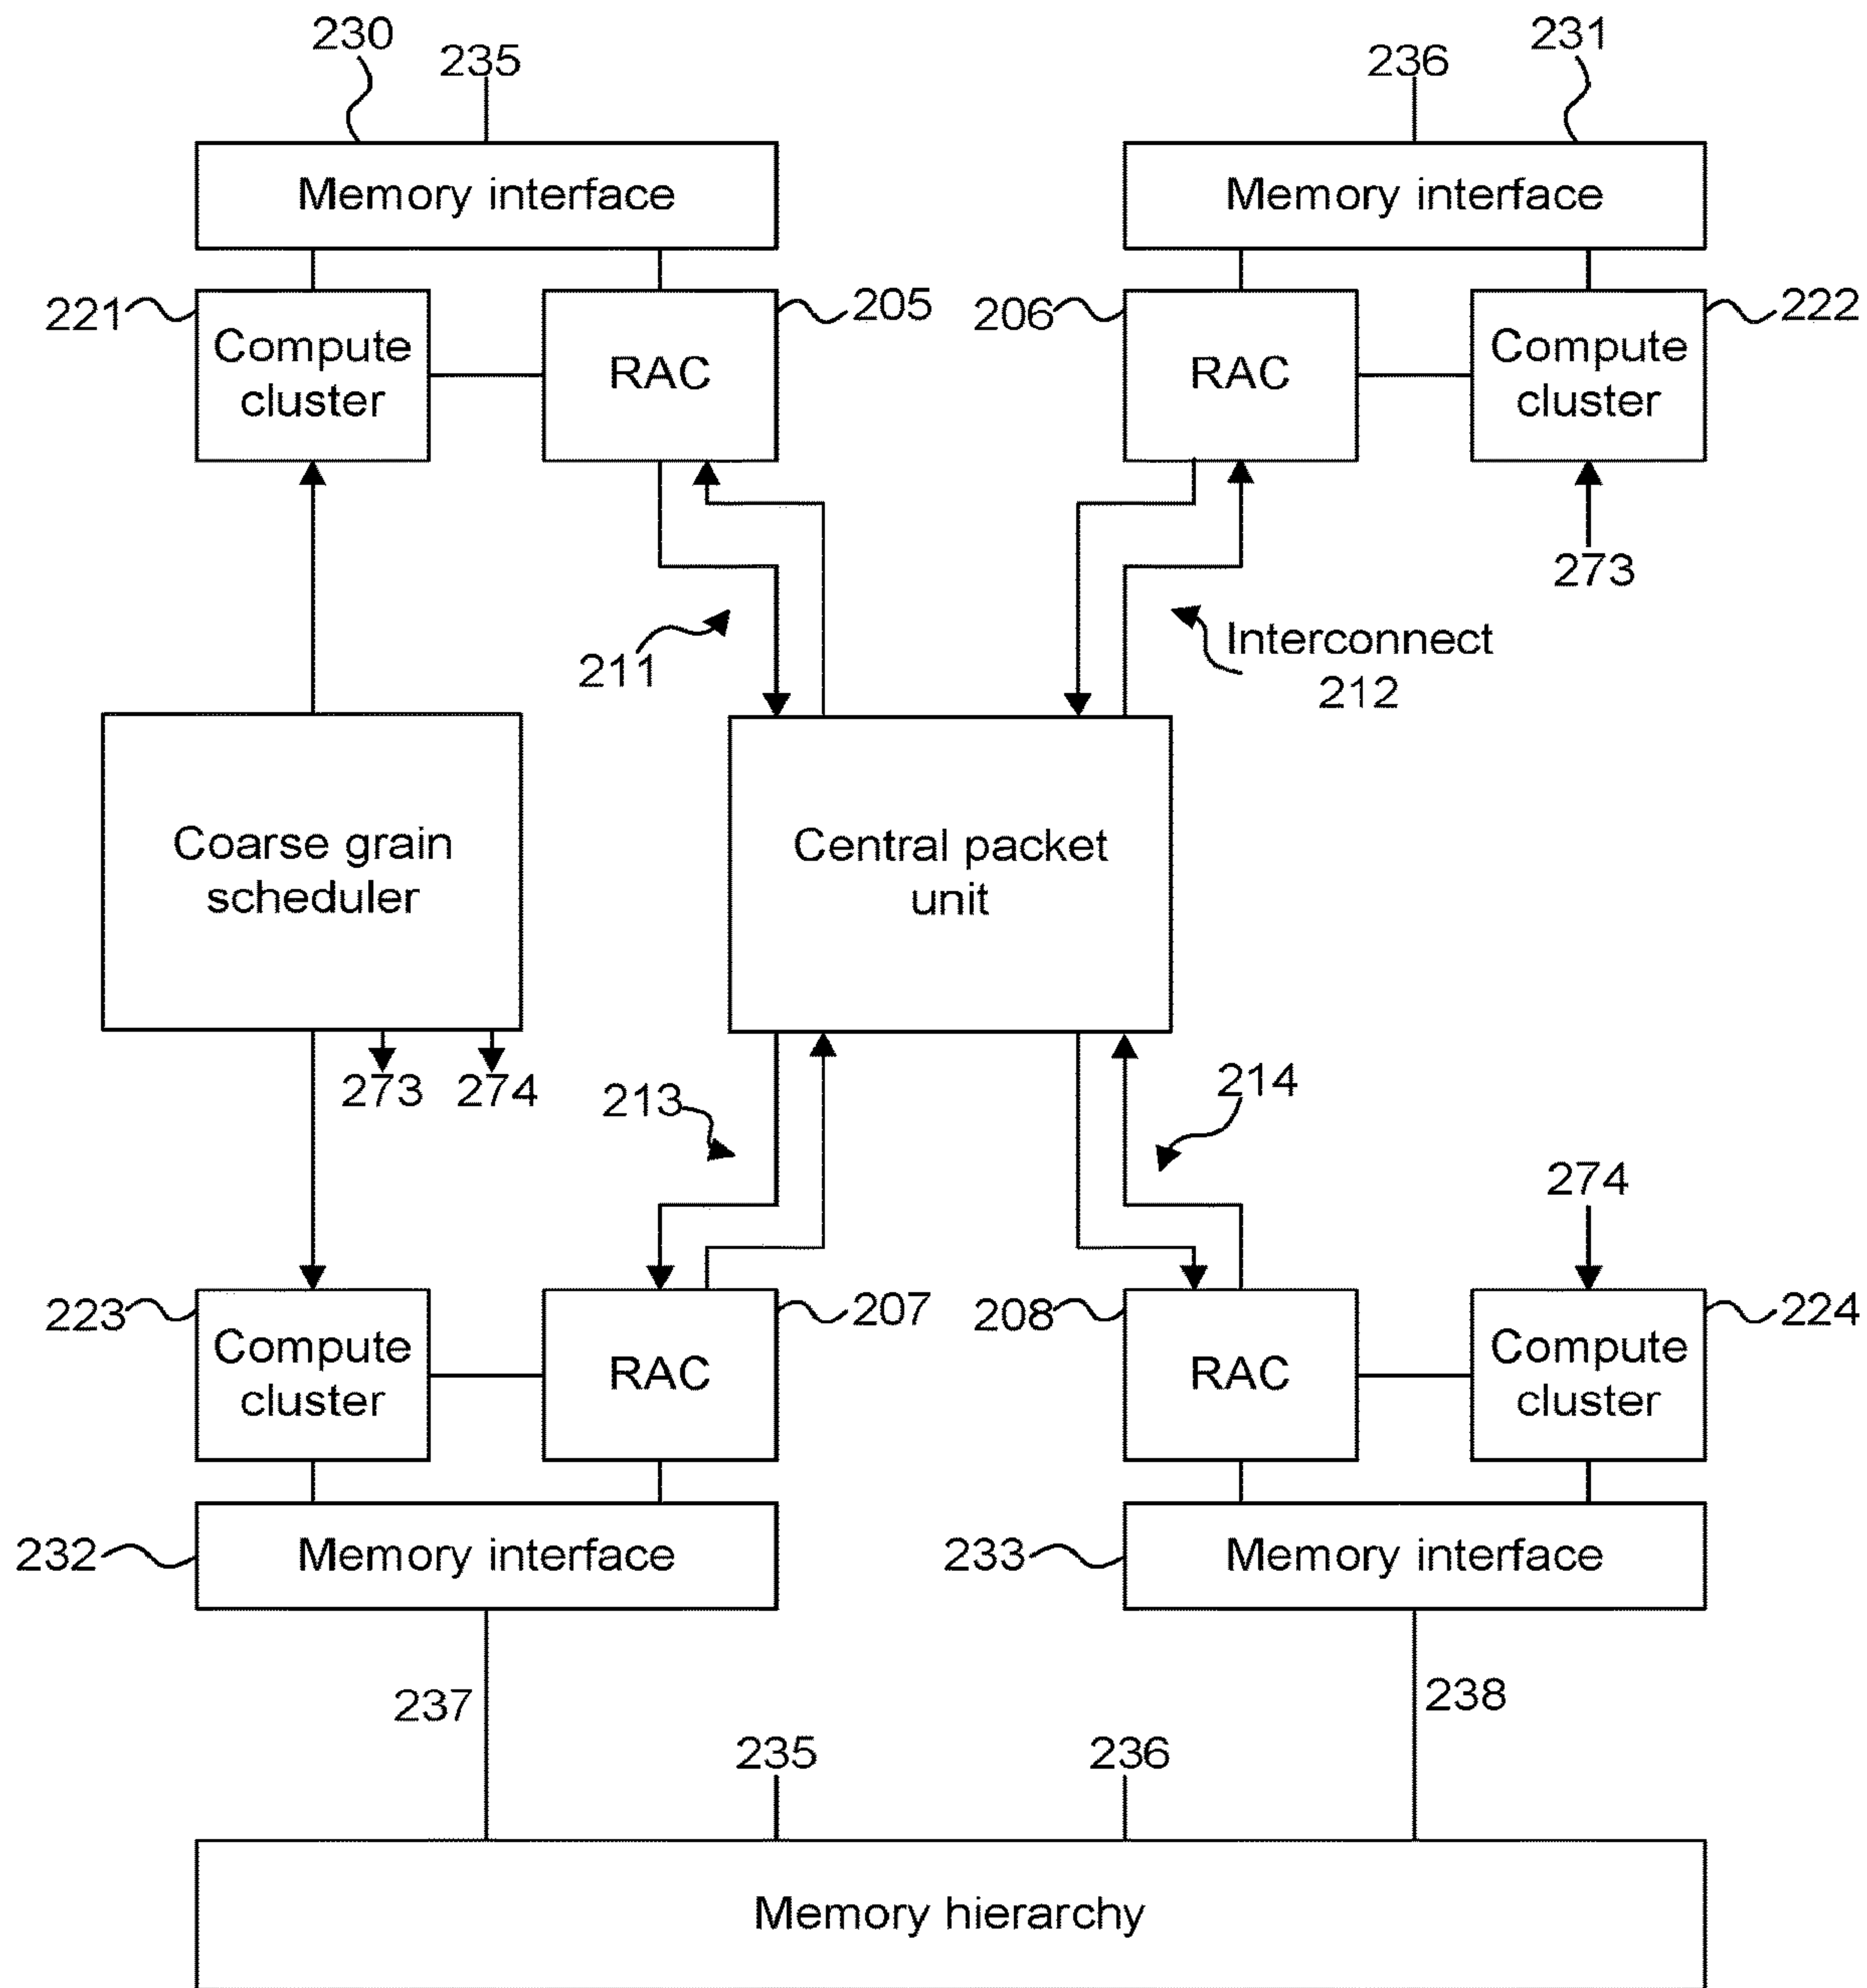 230
235
236
231
Memory interface
Memory interface
221
Compute
cluster
RAC
205
206
RAC
Compute
cluster
222
273
211
Interconnect
212
Coarse grain
scheduler
Central packet
unit
273
274
213
214
274
223
Compute
cluster
RAC
207
208
RAC
Compute
cluster
224
232
Memory interface
233
Memory interface
237
238
235
236
Memory hierarchy